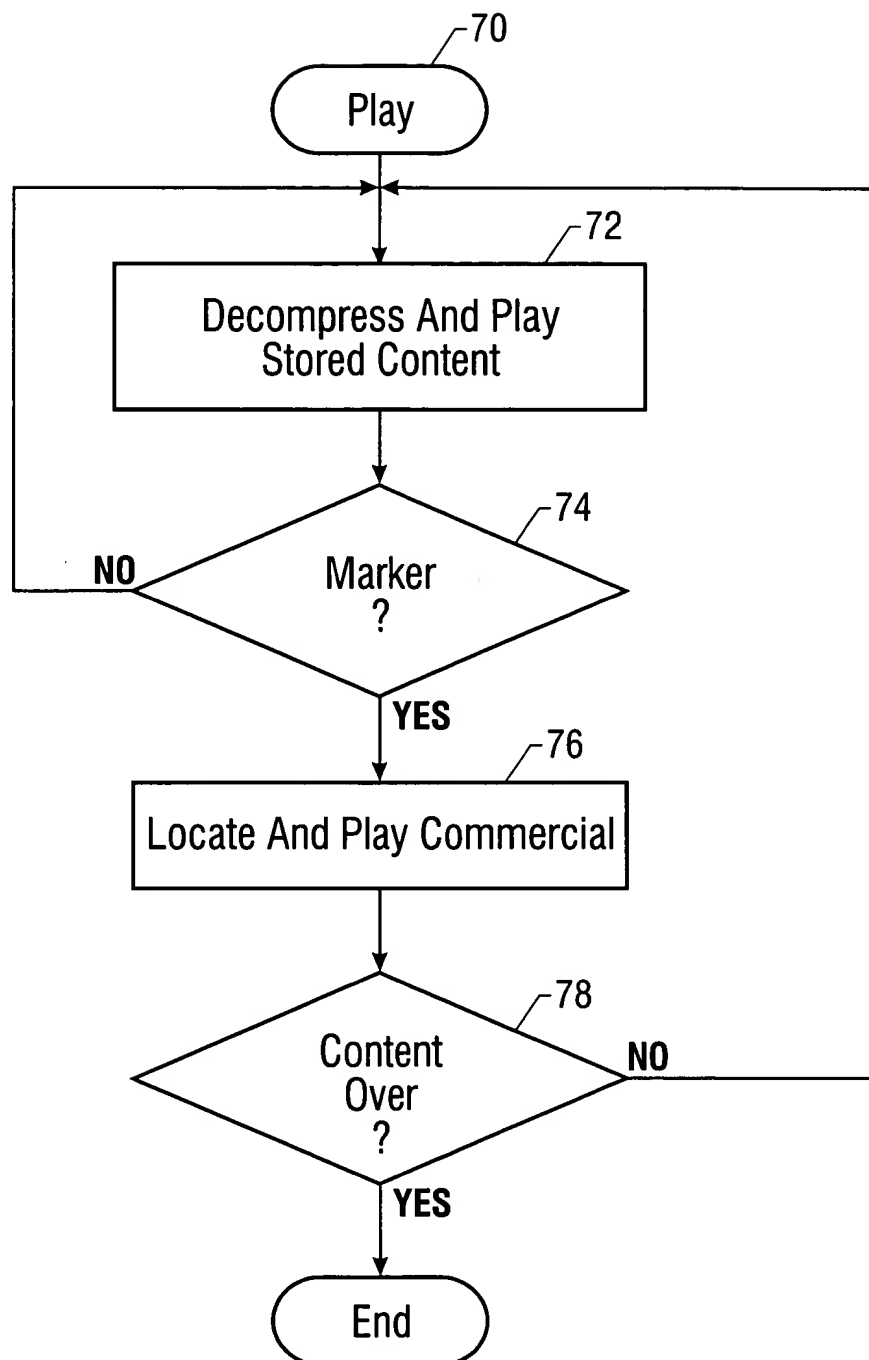 70
Play
72
Decompress And Play
Stored Content
74
Marker
?
NO
YES
76
Locate And Play Commercial
78
Content
Over
?
NO
YES
End